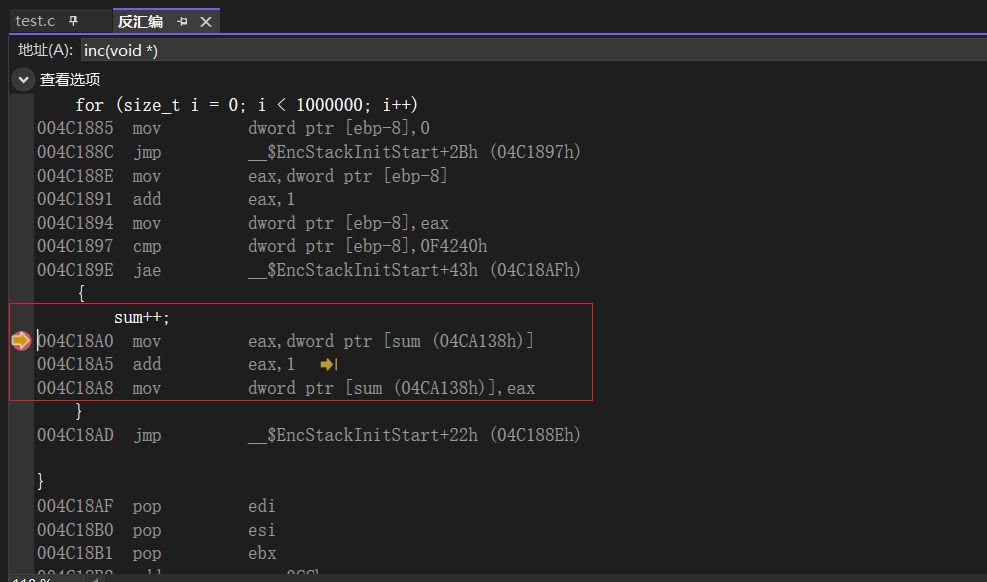 test.c 反汇编
地址(A): inc(void *)
查看选项
for (size_t i = 0; i < 1000000; i++)
004C1885 mov dword ptr [ebp-8],0
004C188C jmp __$EncStackInitStart+2Bh (04C1897h)
004C188E mov eax,dword ptr [ebp-8]
004C1891 add eax,1
004C1894 mov dword ptr [ebp-8],eax
004C1897 cmp dword ptr [ebp-8],0F4240h
004C189E jae __$EncStackInitStart+43h (04C18AFh)
{
sum++;
004C18A0 mov eax,dword ptr [sum (04CA138h)]
004C18A5 add eax,1
004C18A8 mov dword ptr [sum (04CA138h)],eax
}
004C18AD jmp __$EncStackInitStart+22h (04C188Eh)
}
004C18AF pop edi
004C18B0 pop esi
004C18B1 pop ebx